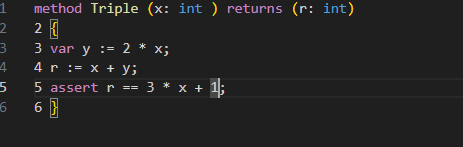 1 method Triple (x: int ) returns (r: int)
2 2 {
3 3 var y := 2 * x;
4 4 r := x + y;
5 5 assert r == 3 * x + 1;
6 6 }